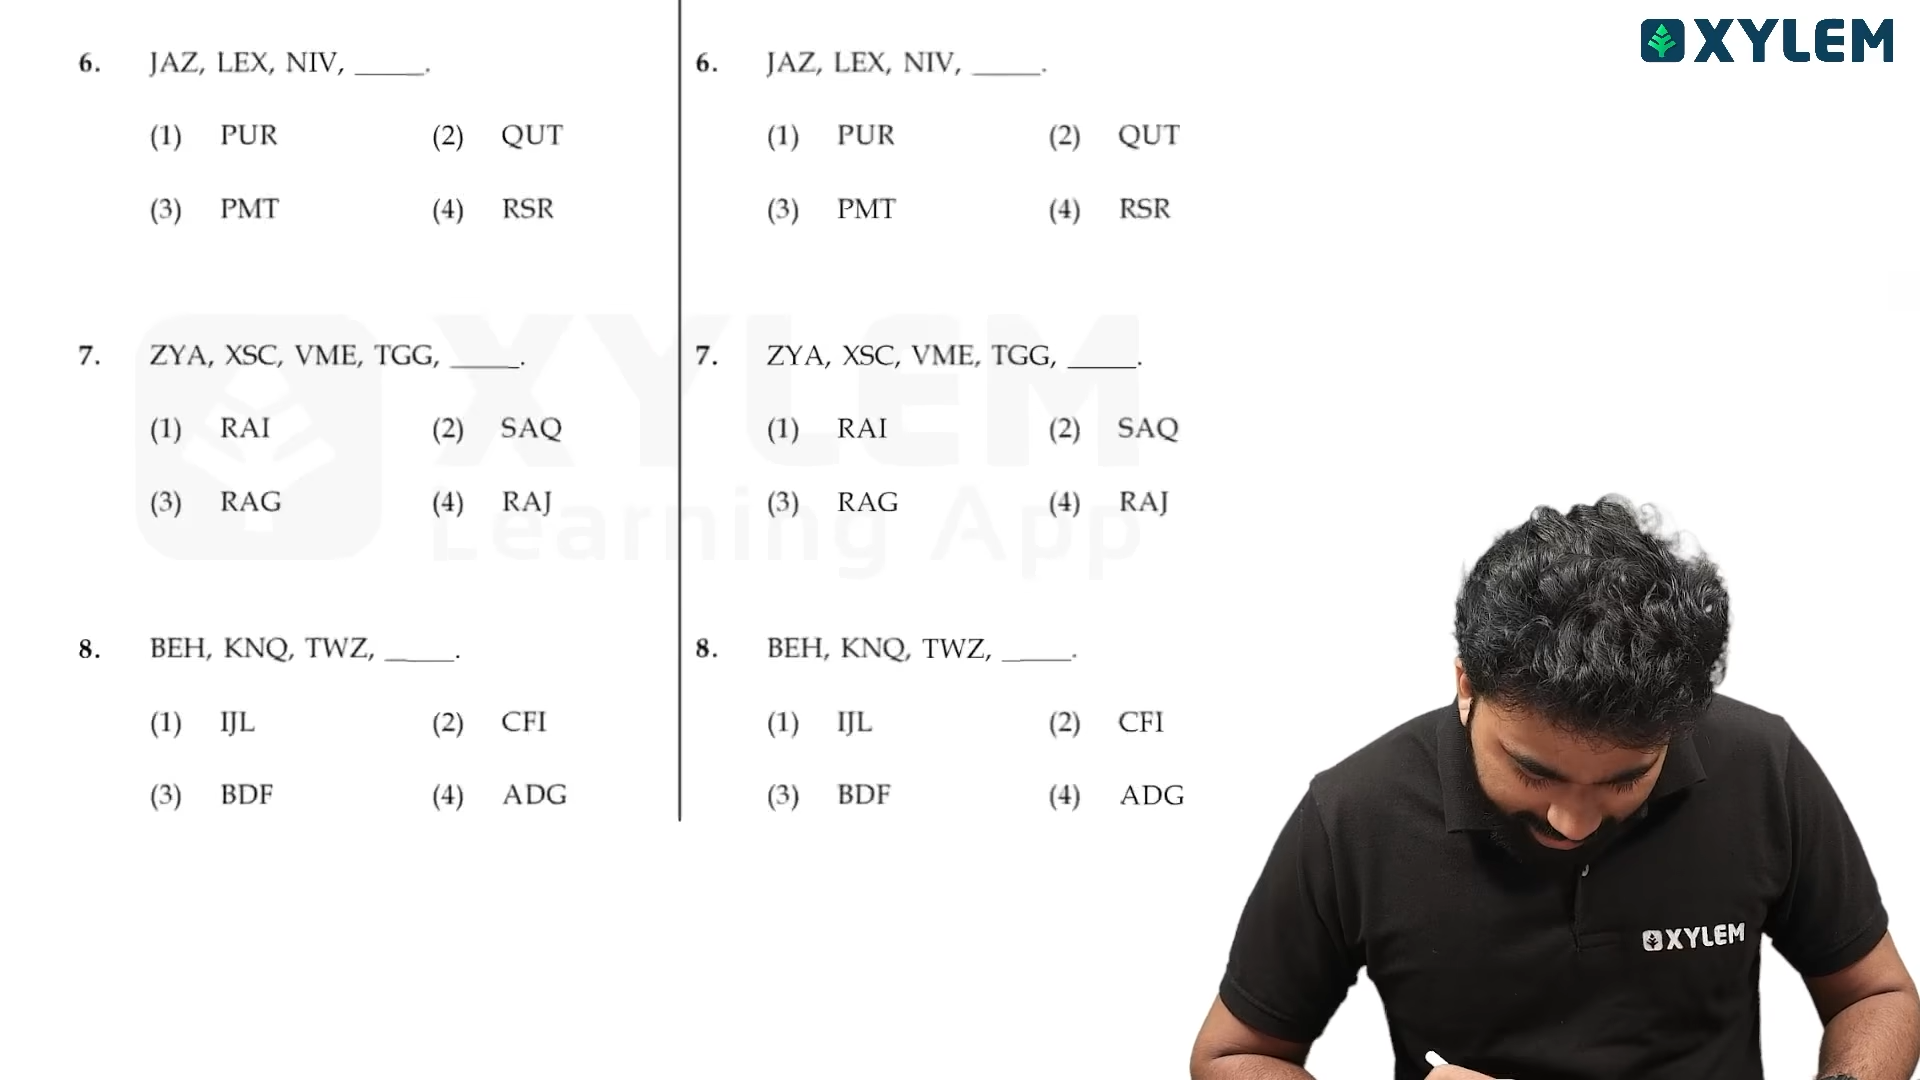 XYLEM
6. JAZ, LEX, NIV, _____.
(1) PUR (2) QUT
(3) PMT (4) RSR
7. ZYA, XSC, VME, TGG, _____.
(1) RAI (2) SAQ
(3) RAG (4) RAJ
8. BEH, KNQ, TWZ, _____.
(1) IJL (2) CFI
(3) BDF (4) ADG
6. JAZ, LEX, NIV, _____.
(1) PUR (2) QUT
(3) PMT (4) RSR
7. ZYA, XSC, VME, TGG, _____.
(1) RAI (2) SAQ
(3) RAG (4) RAJ
8. BEH, KNQ, TWZ, _____.
(1) IJL (2) CFI
(3) BDF (4) ADG
XYLEM
Learning App
XYLEM